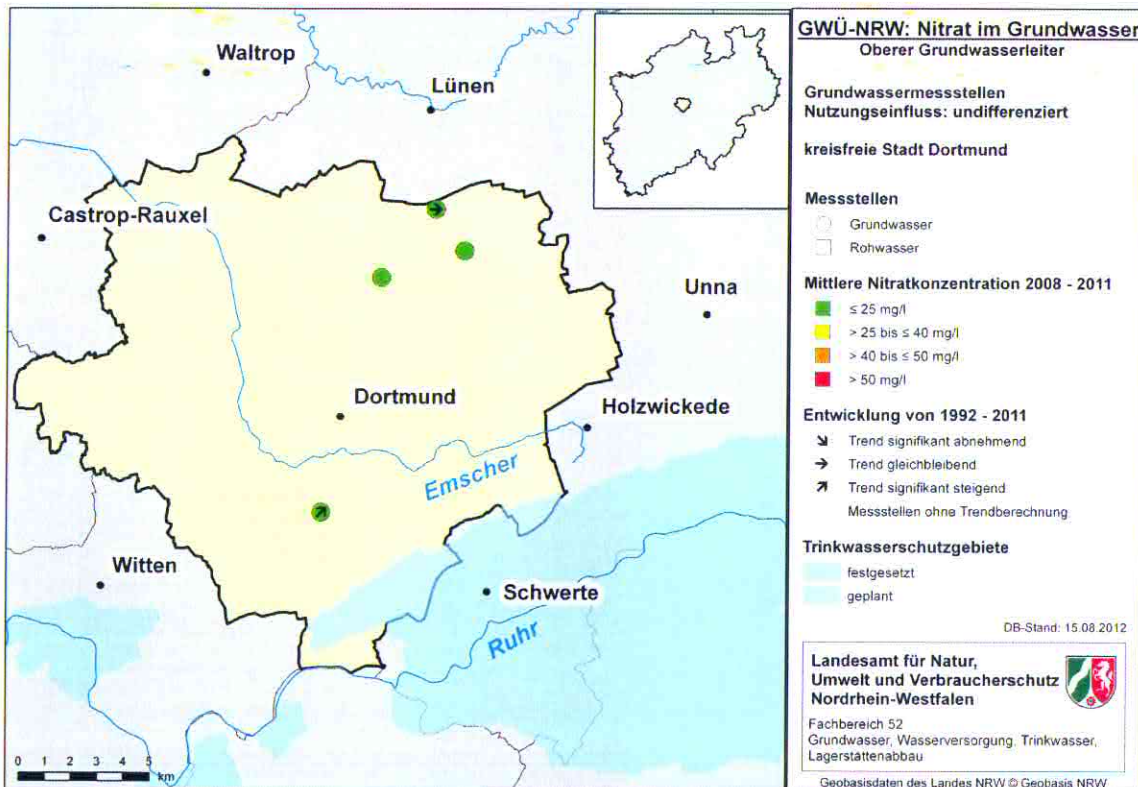 Waltrop
Lünen
Castrop-Rauxel
Unna
Dortmund
Holzwickede
Emscher
Witten
Schwerte
Ruhr
0 1 2 3 4 5
km
GWÜ-NRW: Nitrat im Grundwasser
Oberer Grundwasserleiter
Grundwassermessstellen
Nutzungseinfluss: undifferenziert
kreisfreie Stadt Dortmund
Messstellen
Grundwasser
Rohwasser
Mittlere Nitratkonzentration 2008 - 2011
≤ 25 mg/l
> 25 bis ≤ 40 mg/l
> 40 bis ≤ 50 mg/l
> 50 mg/l
Entwicklung von 1992 - 2011
↘ Trend signifikant abnehmend
→ Trend gleichbleibend
↗ Trend signifikant steigend
Messstellen ohne Trendberechnung
Trinkwasserschutzgebiete
festgesetzt
geplant
DB-Stand: 15.08.2012
Landesamt für Natur,
Umwelt und Verbraucherschutz
Nordrhein-Westfalen
Fachbereich 52
Grundwasser, Wasserversorgung, Trinkwasser,
Lagerstättenabbau
Geobasisdaten des Landes NRW © Geobasis NRW